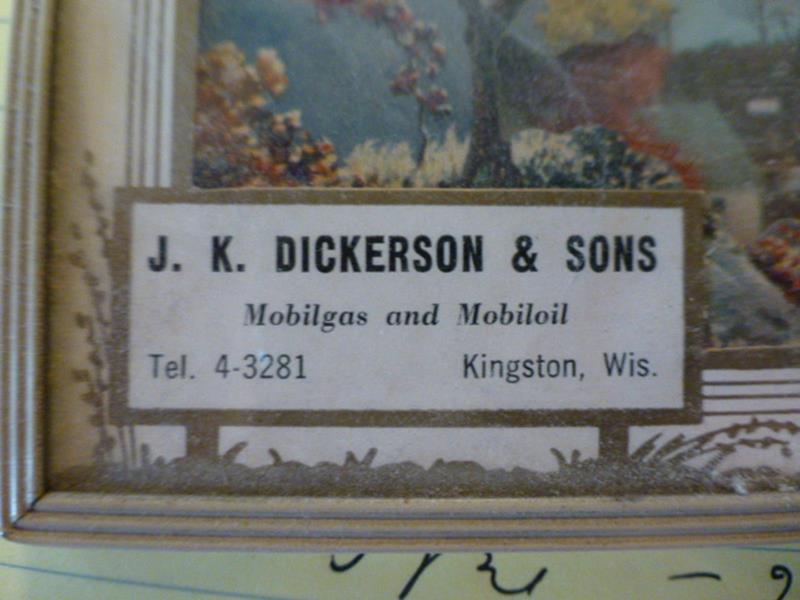 J. K. DICKERSON & SONS
Mobilgas and Mobiloil
Tel. 4-3281 Kingston, Wis.